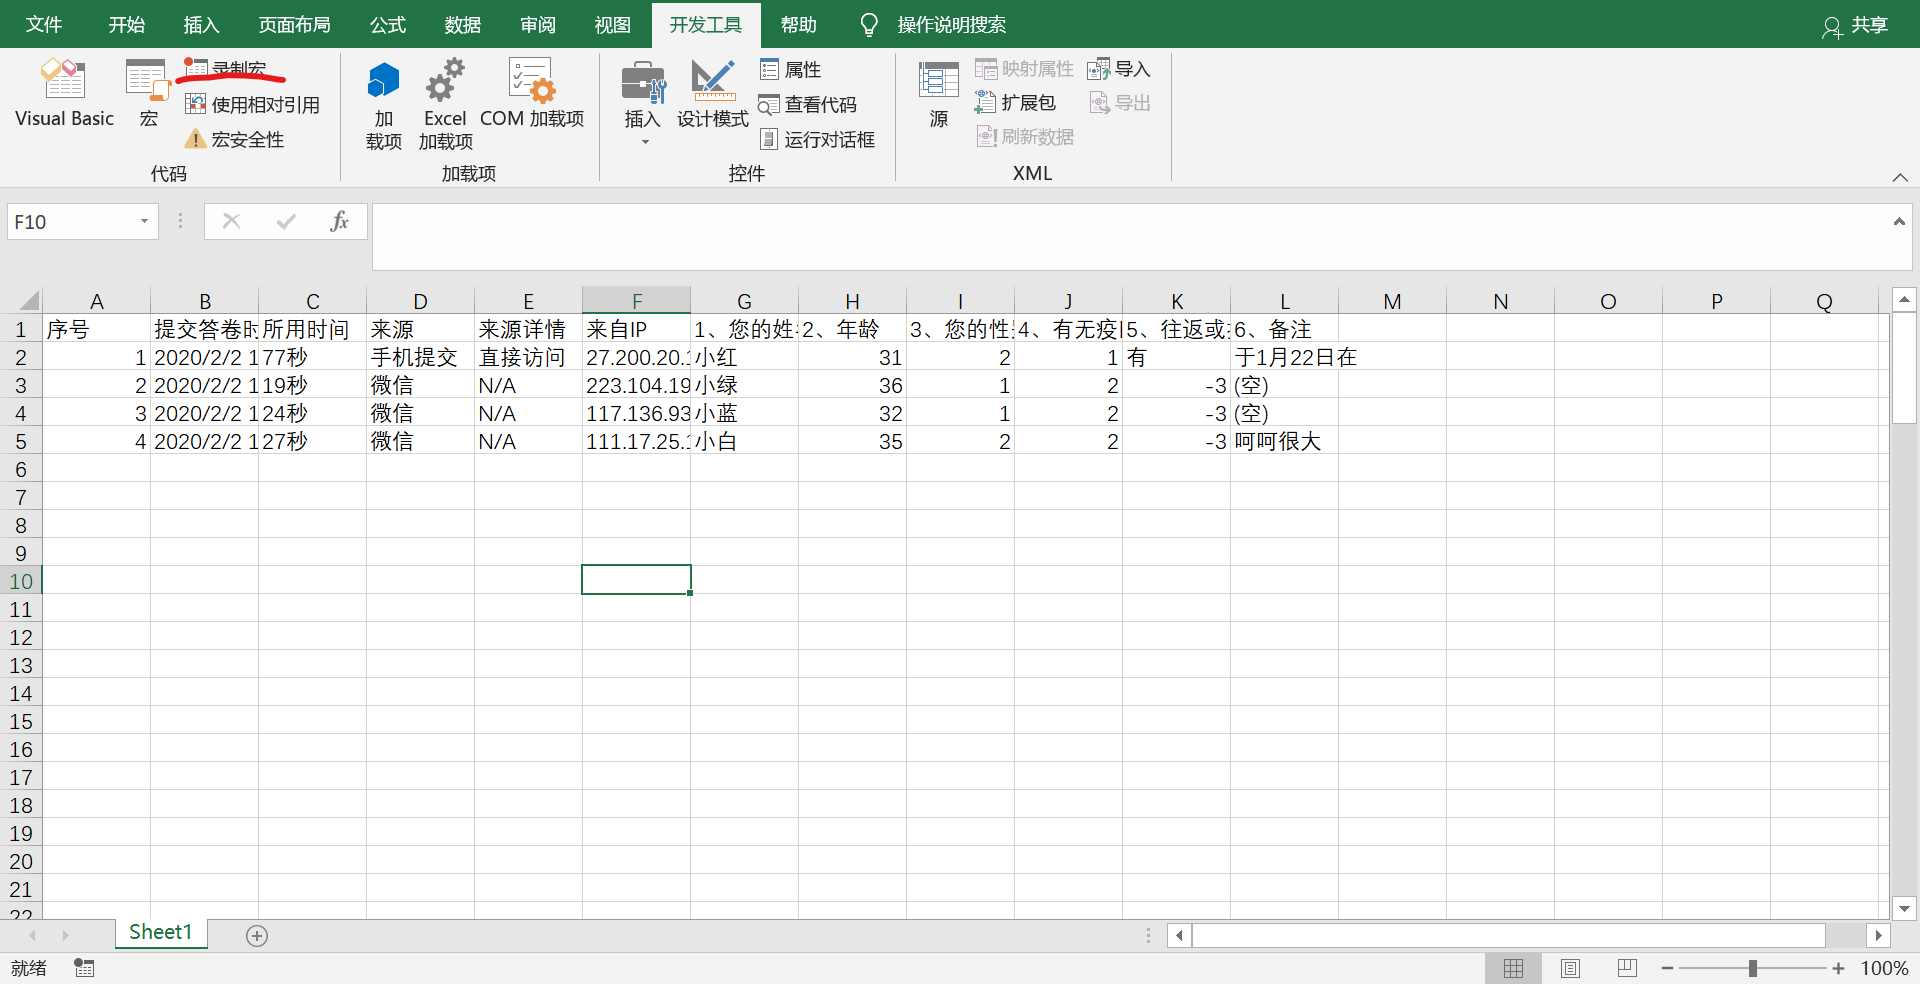 文件 开始 插入 页面布局 公式 数据 审阅 视图 开发工具 帮助 操作说明搜索 共享
Visual Basic 宏 录制宏 使用相对引用 宏安全性
代码
加载项 Excel 加载项 COM 加载项
加载项
插入 设计模式 属性 查看代码 运行对话框
控件
源 映射属性 扩展包 刷新数据 导入 导出
XML
F10 fx
A B C D E F G H I J K L M N O P Q
1 序号 提交答卷时 所用时间 来源 来源详情 来自IP 1、您的姓 2、年龄 3、您的性 4、有无疫 5、往返或 6、备注
2 1 2020/2/2 1 77秒 手机提交 直接访问 27.200.20.1 小红 31 2 1 有 于1月22日在
3 2 2020/2/2 1 19秒 微信 N/A 223.104.19 小绿 36 1 2 -3 (空)
4 3 2020/2/2 1 24秒 微信 N/A 117.136.93 小蓝 32 1 2 -3 (空)
5 4 2020/2/2 1 27秒 微信 N/A 111.17.25.1 小白 35 2 2 -3 呵呵很大
6
7
8
9
10
11
12
13
14
15
16
17
18
19
20
21
22
Sheet1
就绪 100%